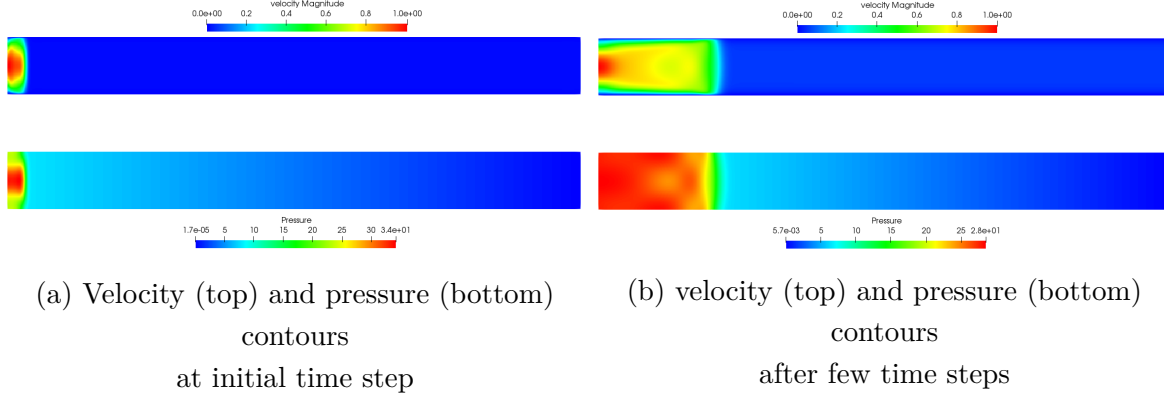 velocity Magnitude
0.0e+00 0.2 0.4 0.6 0.8 1.0e+00
Pressure
1.7e-05 5 10 15 20 25 30 3.4e+01
(a) Velocity (top) and pressure (bottom)
contours
at initial time step
velocity Magnitude
0.0e+00 0.2 0.4 0.6 0.8 1.0e+00
Pressure
5.7e-03 5 10 15 20 25 2.8e+01
(b) velocity (top) and pressure (bottom)
contours
after few time steps